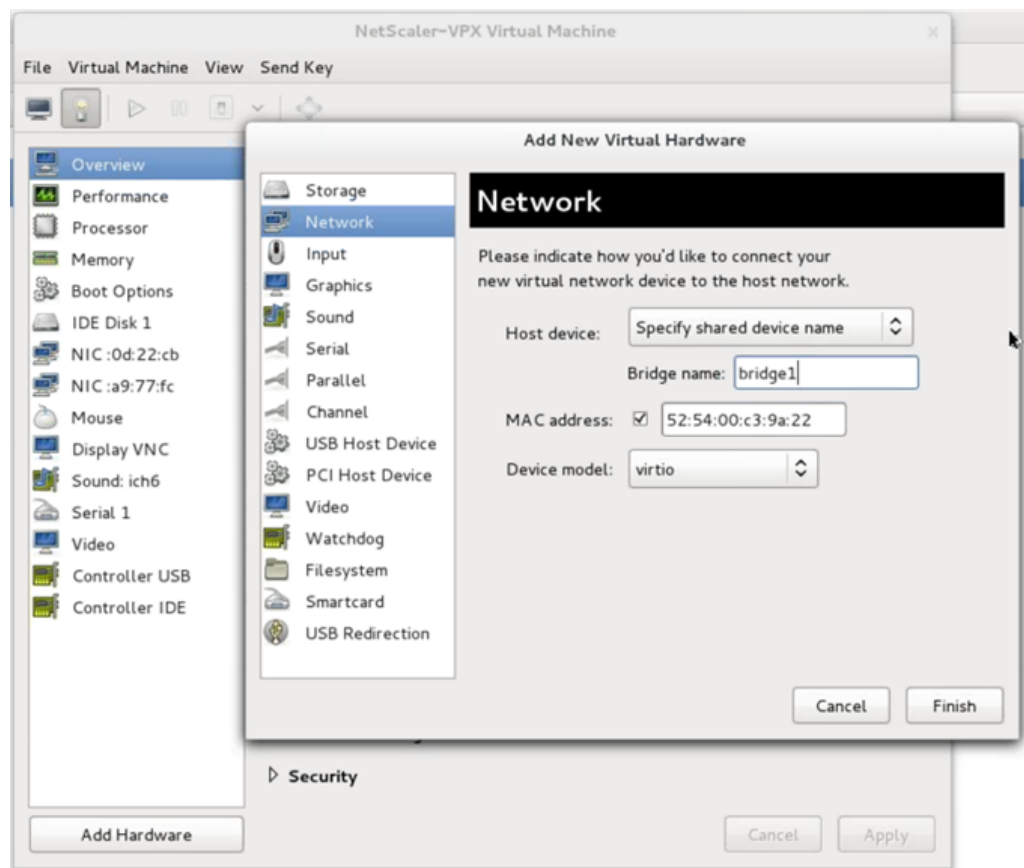 NetScaler-VPX Virtual Machine
File Virtual Machine View Send Key
Overview
Performance
Processor
Memory
Boot Options
IDE Disk 1
NIC :0d:22:cb
NIC :a9:77:fc
Mouse
Display VNC
Sound: ich6
Serial 1
Video
Controller USB
Controller IDE
Add Hardware
Add New Virtual Hardware
Storage
Network
Input
Graphics
Sound
Serial
Parallel
Channel
USB Host Device
PCI Host Device
Video
Watchdog
Filesystem
Smartcard
USB Redirection
Network
Please indicate how you'd like to connect your
new virtual network device to the host network.
Host device: Specify shared device name
Bridge name: bridge1
MAC address: 52:54:00:c3:9a:22
Device model: virtio
Cancel Finish
Security
Cancel Apply